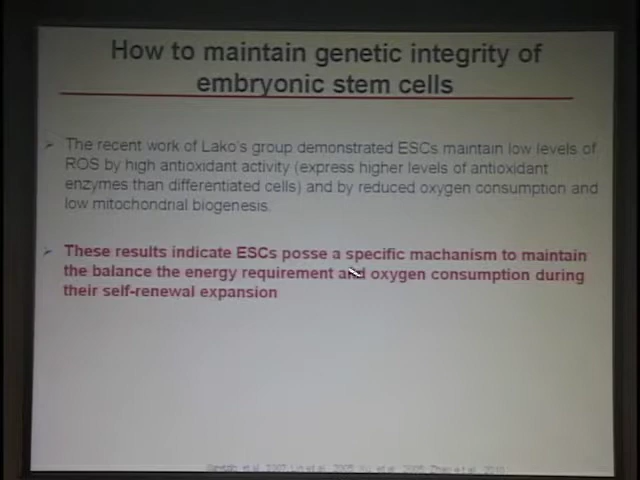 How to maintain genetic integrity of
embryonic stem cells
The recent work of Lako's group demonstrated ESCs maintain low levels of
ROS by high antioxidant activity (express higher levels of antioxidant
enzymes than differentiated cells) and by reduced oxygen consumption and
low mitochondrial biogenesis.
These results indicate ESCs posse a specific machanism to maintain
the balance the energy requirement and oxygen consumption during
their self-renewal expansion